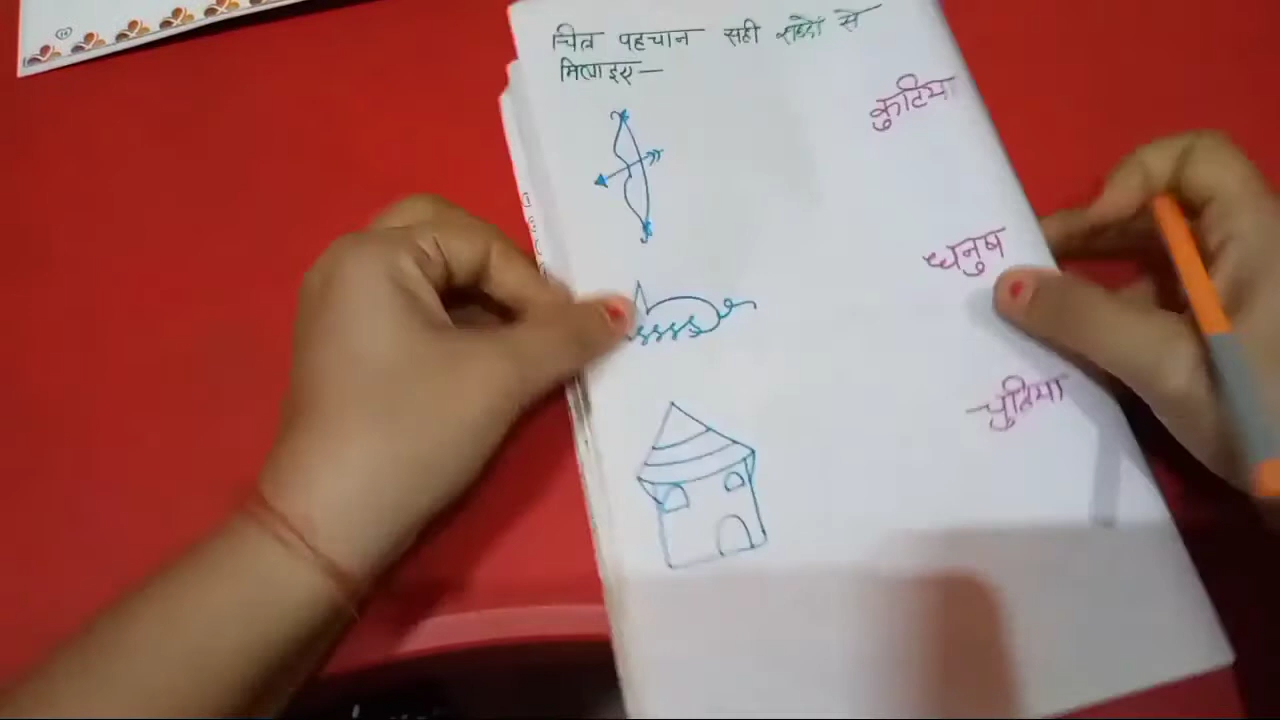 चित्र पहचान सही शब्दों से
मिलाइए—
कुटिया
धनुष
चुटिया